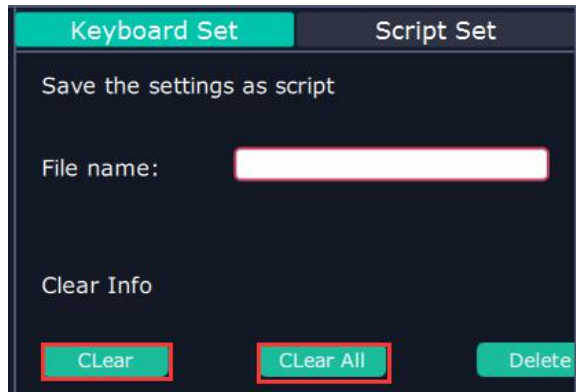 Keyboard Set Script Set
Save the settings as script
File name:
Clear Info
CLear CLear All Delete